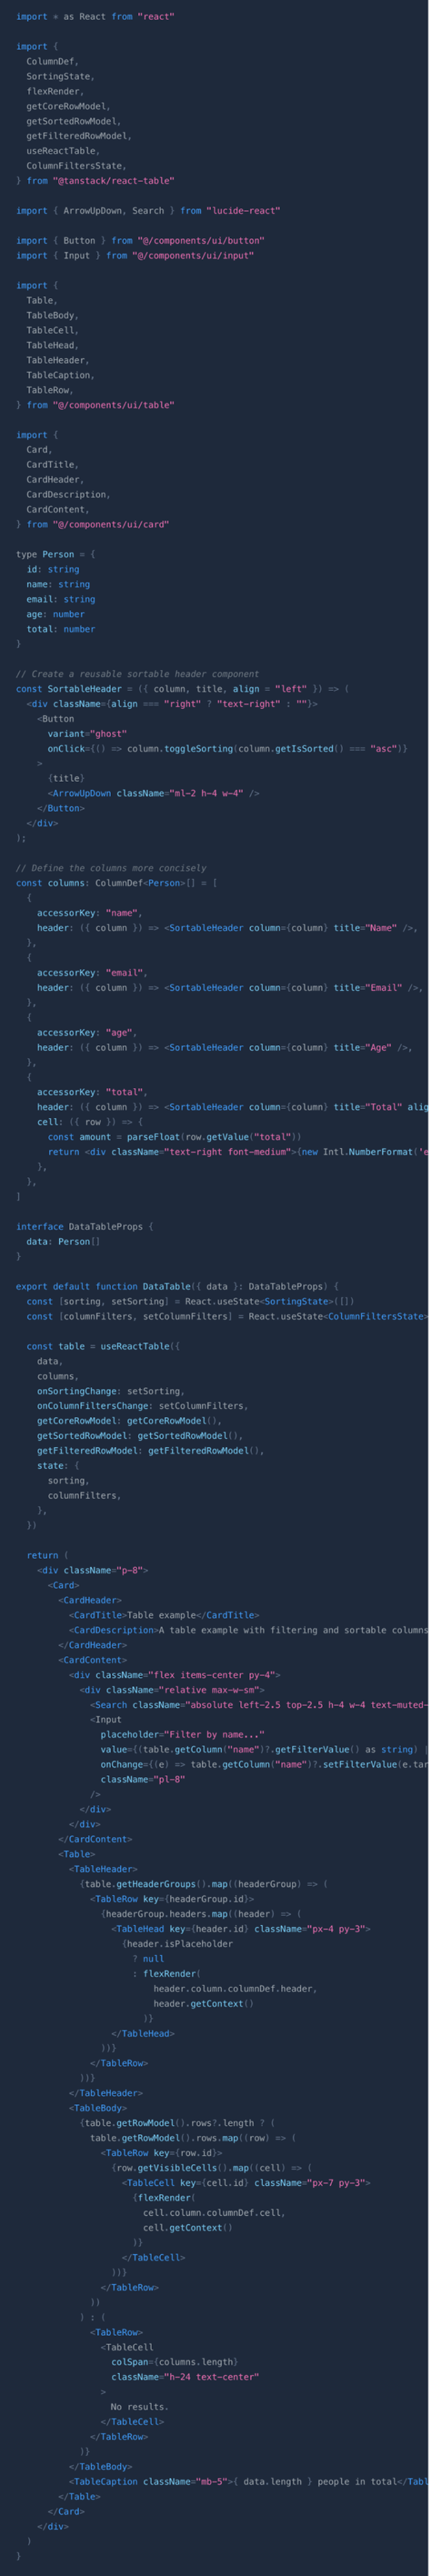 import * as React from "react"

import {
  ColumnDef,
  SortingState,
  flexRender,
  getCoreRowModel,
  getSortedRowModel,
  getFilteredRowModel,
  useReactTable,
  ColumnFiltersState,
} from "@tanstack/react-table"

import { ArrowUpDown, Search } from "lucide-react"

import { Button } from "@/components/ui/button"
import { Input } from "@/components/ui/input"

import {
  Table,
  TableBody,
  TableCell,
  TableHead,
  TableHeader,
  TableCaption,
  TableRow,
} from "@/components/ui/table"

import {
  Card,
  CardTitle,
  CardHeader,
  CardDescription,
  CardContent,
} from "@/components/ui/card"

type Person = {
  id: string
  name: string
  email: string
  age: number
  total: number
}

// Create a reusable sortable header component
const SortableHeader = ({ column, title, align = "left" }) => (
  <div className={align === "right" ? "text-right" : ""}>
    <Button
      variant="ghost"
      onClick={() => column.toggleSorting(column.getIsSorted() === "asc")}
    >
      {title}
      <ArrowUpDown className="ml-2 h-4 w-4" />
    </Button>
  </div>
);

// Define the columns more concisely
const columns: ColumnDef<Person>[] = [
  {
    accessorKey: "name",
    header: ({ column }) => <SortableHeader column={column} title="Name" />,
  },
  {
    accessorKey: "email",
    header: ({ column }) => <SortableHeader column={column} title="Email" />,
  },
  {
    accessorKey: "age",
    header: ({ column }) => <SortableHeader column={column} title="Age" />,
  },
  {
    accessorKey: "total",
    header: ({ column }) => <SortableHeader column={column} title="Total" alig
    cell: ({ row }) => {
      const amount = parseFloat(row.getValue("total"))
      return <div className="text-right font-medium">{new Intl.NumberFormat('e
    },
  },
]

interface DataTableProps {
  data: Person[]
}

export default function DataTable({ data }: DataTableProps) {
  const [sorting, setSorting] = React.useState<SortingState>([])
  const [columnFilters, setColumnFilters] = React.useState<ColumnFiltersState>

  const table = useReactTable({
    data,
    columns,
    onSortingChange: setSorting,
    onColumnFiltersChange: setColumnFilters,
    getCoreRowModel: getCoreRowModel(),
    getSortedRowModel: getSortedRowModel(),
    getFilteredRowModel: getFilteredRowModel(),
    state: {
      sorting,
      columnFilters,
    },
  })

  return (
    <div className="p-8">
      <Card>
        <CardHeader>
          <CardTitle>Table example</CardTitle>
          <CardDescription>A table example with filtering and sortable columns
        </CardHeader>
        <CardContent>
          <div className="flex items-center py-4">
            <div className="relative max-w-sm">
              <Search className="absolute left-2.5 top-2.5 h-4 w-4 text-muted-
              <Input
                placeholder="Filter by name..."
                value={(table.getColumn("name")?.getFilterValue() as string) 
                onChange={(e) => table.getColumn("name")?.setFilterValue(e.tar
                className="pl-8"
              />
            </div>
          </div>
        </CardContent>
        <Table>
          <TableHeader>
            {table.getHeaderGroups().map((headerGroup) => (
              <TableRow key={headerGroup.id}>
                {headerGroup.headers.map((header) => (
                  <TableHead key={header.id} className="px-4 py-3">
                    {header.isPlaceholder
                      ? null
                      : flexRender(
                          header.column.columnDef.header,
                          header.getContext()
                        )}
                  </TableHead>
                ))}
              </TableRow>
            ))}
          </TableHeader>
          <TableBody>
            {table.getRowModel().rows?.length ? (
              table.getRowModel().rows.map((row) => (
                <TableRow key={row.id}>
                  {row.getVisibleCells().map((cell) => (
                    <TableCell key={cell.id} className="px-7 py-3">
                      {flexRender(
                        cell.column.columnDef.cell,
                        cell.getContext()
                      )}
                    </TableCell>
                  ))}
                </TableRow>
              ))
            ) : (
              <TableRow>
                <TableCell
                  colSpan={columns.length}
                  className="h-24 text-center"
                >
                  No results.
                </TableCell>
              </TableRow>
            )}
          </TableBody>
          <TableCaption className="mb-5">{ data.length } people in total</Tabl
        </Table>
      </Card>
    </div>
  )
}